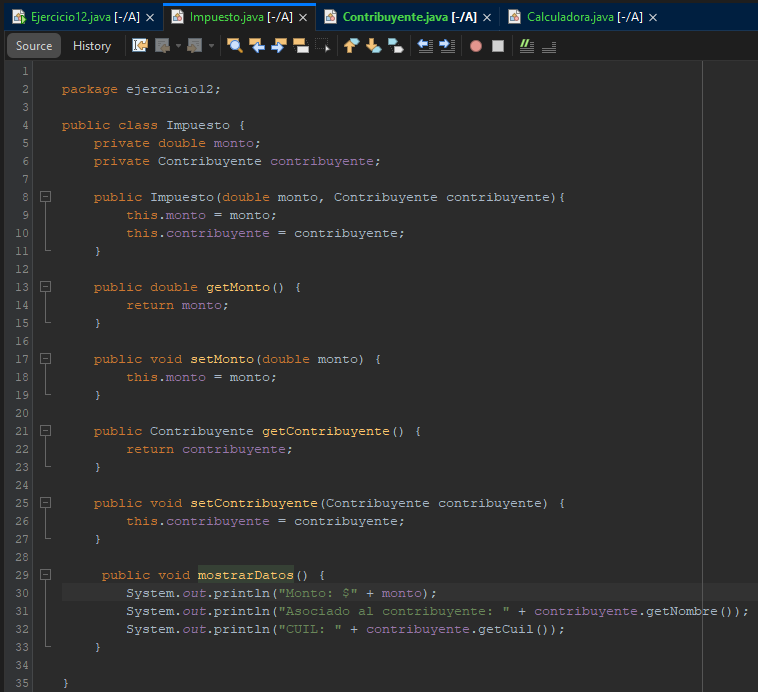 Ejercicio12.java [-/A] × Impuesto.java [-/A] × Contribuyente.java [-/A] × Calculadora.java [-/A] ×
Source History
1
2 package ejercicio12;
3
4 public class Impuesto {
5 private double monto;
6 private Contribuyente contribuyente;
7
8 public Impuesto(double monto, Contribuyente contribuyente){
9 this.monto = monto;
10 this.contribuyente = contribuyente;
11 }
12
13 public double getMonto() {
14 return monto;
15 }
16
17 public void setMonto(double monto) {
18 this.monto = monto;
19 }
20
21 public Contribuyente getContribuyente() {
22 return contribuyente;
23 }
24
25 public void setContribuyente(Contribuyente contribuyente) {
26 this.contribuyente = contribuyente;
27 }
28
29 public void mostrarDatos() {
30 System.out.println("Monto: $" + monto);
31 System.out.println("Asociado al contribuyente: " + contribuyente.getNombre());
32 System.out.println("CUIL: " + contribuyente.getCuil());
33 }
34
35 }